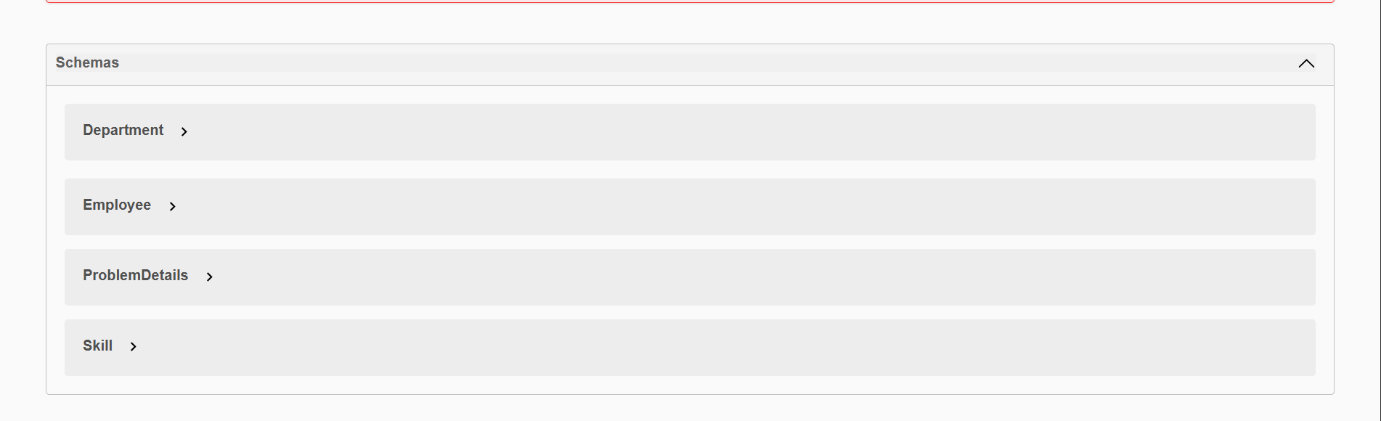 Schemas
Department
Employee
ProblemDetails
Skill